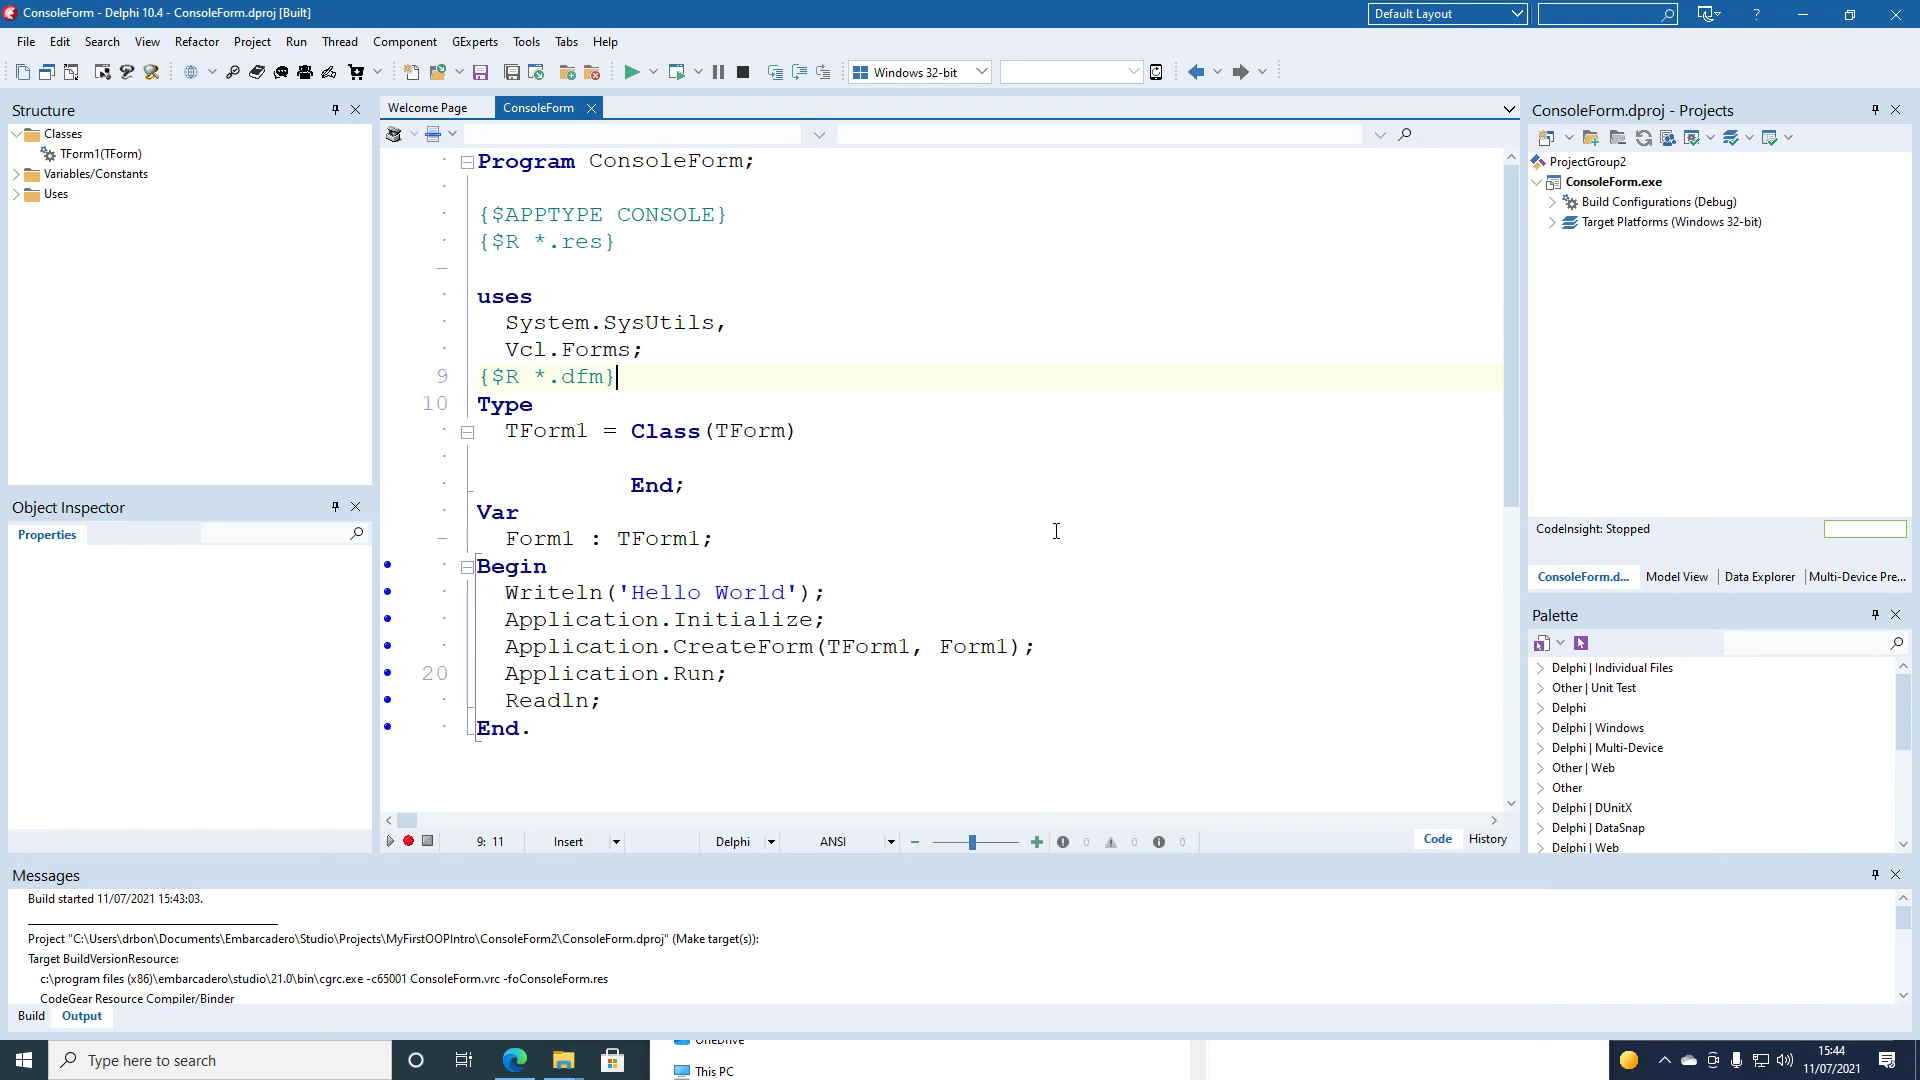 ConsoleForm - Delphi 10.4 - ConsoleForm.dproj [Built]
Default Layout
File Edit Search View Refactor Project Run Thread Component GExperts Tools Tabs Help
Windows 32-bit
Structure
Classes
TForm1(TForm)
Variables/Constants
Uses
Object Inspector
Properties
Welcome Page
ConsoleForm
Program ConsoleForm;
{$APPTYPE CONSOLE}
{$R *.res}
uses
System.SysUtils,
Vcl.Forms;
9 {$R *.dfm}
10 Type
TForm1 = Class(TForm)
End;
Var
Form1 : TForm1;
Begin
Writeln('Hello World');
Application.Initialize;
Application.CreateForm(TForm1, Form1);
20 Application.Run;
Readln;
End.
9: 11 Insert Delphi ANSI 0 0 0 Code History
ConsoleForm.dproj - Projects
ProjectGroup2
ConsoleForm.exe
Build Configurations (Debug)
Target Platforms (Windows 32-bit)
CodeInsight: Stopped
ConsoleForm.d... Model View Data Explorer Multi-Device Pre...
Palette
Delphi | Individual Files
Other | Unit Test
Delphi
Delphi | Windows
Delphi | Multi-Device
Other | Web
Other
Delphi | DUnitX
Delphi | DataSnap
Delphi | Web
Messages
Build started 11/07/2021 15:43:03.
Project "C:\Users\drbon\Documents\Embarcadero\Studio\Projects\MyFirstOOPIntro\ConsoleForm2\ConsoleForm.dproj" (Make target(s)):
Target BuildVersionResource:
c:\program files (x86)\embarcadero\studio\21.0\bin\cgrc.exe -c65001 ConsoleForm.vrc -foConsoleForm.res
CodeGear Resource Compiler/Binder
Build Output
Type here to search
OneDrive
This PC
15:44
11/07/2021